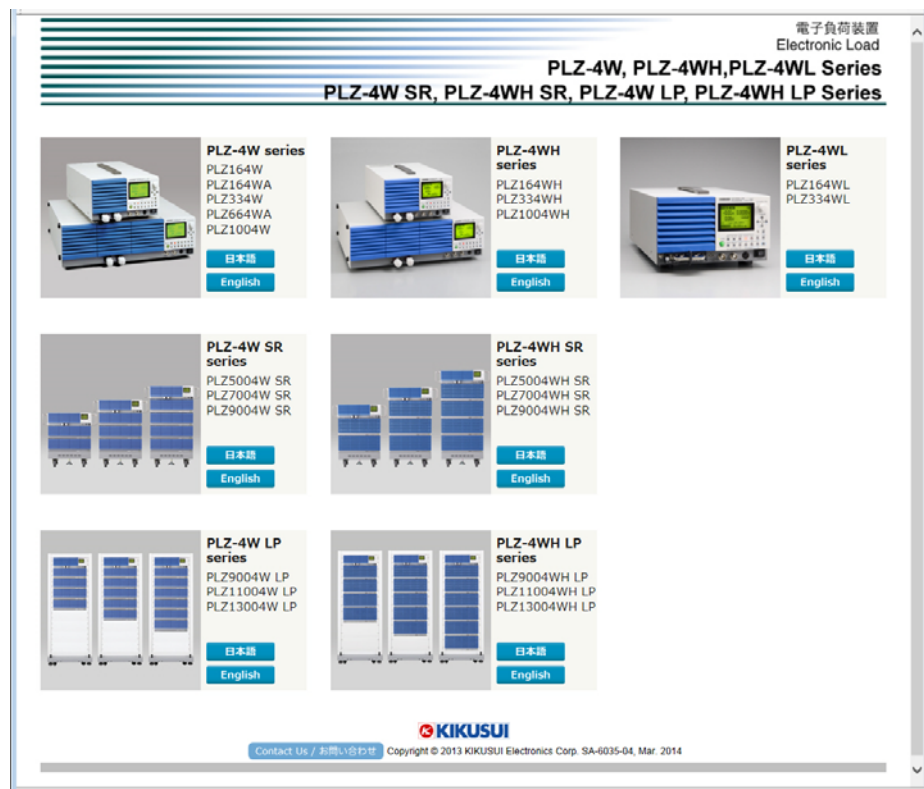 電子負荷装置
Electronic Load
PLZ-4W, PLZ-4WH,PLZ-4WL Series
PLZ-4W SR, PLZ-4WH SR, PLZ-4W LP, PLZ-4WH LP Series
PLZ-4W series
PLZ164W
PLZ164WA
PLZ334W
PLZ664WA
PLZ1004W
日本語
English
PLZ-4WH
series
PLZ164WH
PLZ334WH
PLZ1004WH
日本語
English
PLZ-4WL
series
PLZ164WL
PLZ334WL
日本語
English
PLZ-4W SR
series
PLZ5004W SR
PLZ7004W SR
PLZ9004W SR
日本語
English
PLZ-4WH SR
series
PLZ5004WH SR
PLZ7004WH SR
PLZ9004WH SR
日本語
English
PLZ-4W LP
series
PLZ9004W LP
PLZ11004W LP
PLZ13004W LP
日本語
English
PLZ-4WH LP
series
PLZ9004WH LP
PLZ11004WH LP
PLZ13004WH LP
日本語
English
KIKUSUI
Contact Us / お問い合わせ Copyright © 2013 KIKUSUI Electronics Corp. SA-6035-04, Mar. 2014